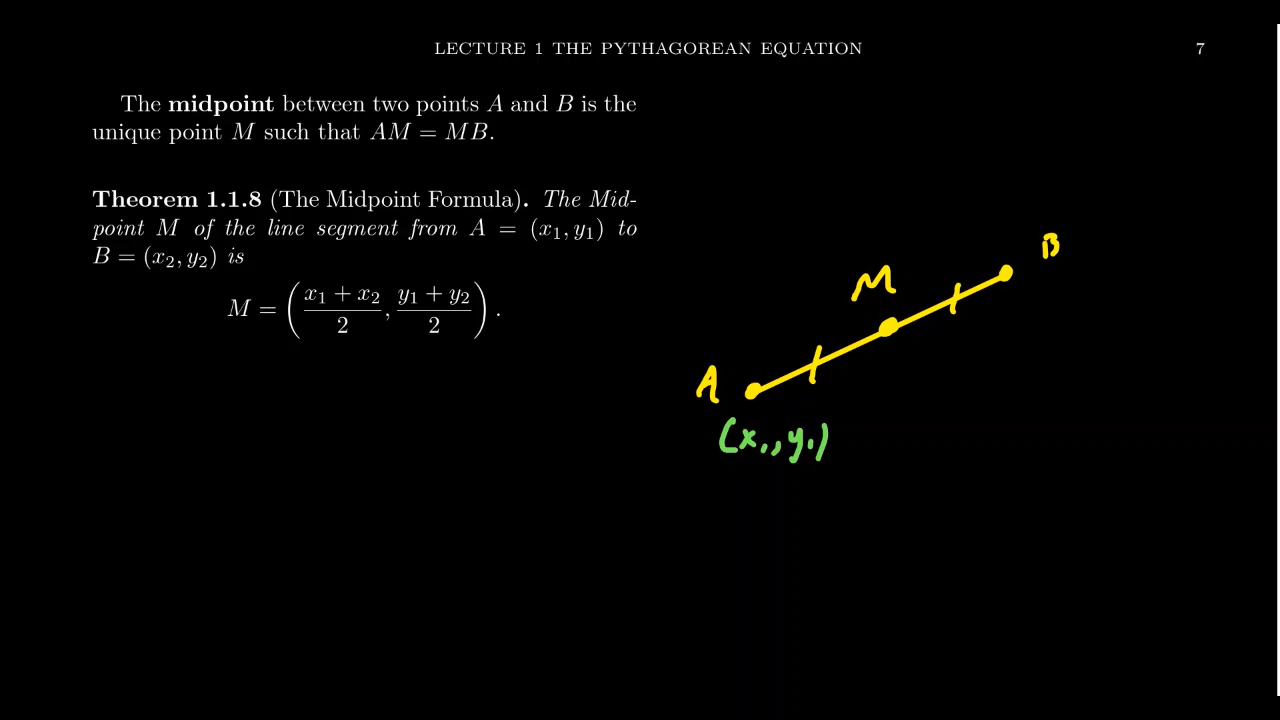 LECTURE 1 THE PYTHAGOREAN EQUATION 7
The midpoint between two points A and B is the
unique point M such that AM = MB.
Theorem 1.1.8 (The Midpoint Formula). The Mid-
point M of the line segment from A = (x₁, y₁) to
B = (x₂, y₂) is
M = ( (x₁ + x₂)/2 , (y₁ + y₂)/2 ) .
B
M
A
(x₁, y₁)